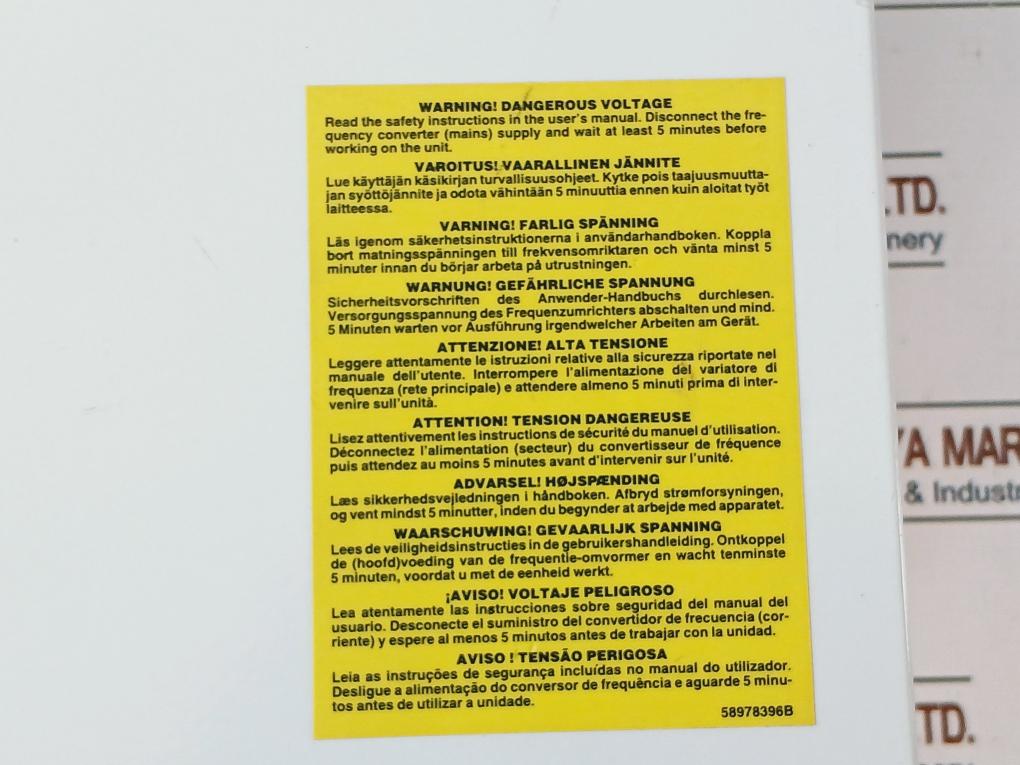 WARNING! DANGEROUS VOLTAGE
Read the safety instructions in the user's manual. Disconnect the fre-
quency converter (mains) supply and wait at least 5 minutes before
working on the unit.
VAROITUS! VAARALLINEN JÄNNITE
Lue käyttäjän käsikirjan turvallisuusohjeet. Kytke pois taajuusmuutta-
jan syöttöjännite ja odota vähintään 5 minuuttia ennen kuin aloitat työt
laitteessa.
VARNING! FARLIG SPÄNNING
Läs igenom säkerhetsinstruktionerna i användarhandboken. Koppla
bort matningsspänningen till frekvensomriktaren och vänta minst 5
minuter innan du börjar arbeta på utrustningen.
WARNUNG! GEFÄHRLICHE SPANNUNG
Sicherheitsvorschriften des Anwender-Handbuchs durchlesen.
Versorgungsspannung des Frequenzumrichters abschalten und mind.
5 Minuten warten vor Ausführung irgendwelcher Arbeiten am Gerät.
ATTENZIONE! ALTA TENSIONE
Leggere attentamente le istruzioni relative alla sicurezza riportate nel
manuale dell'utente. Interrompere l'alimentazione del variatore di
frequenza (rete principale) e attendere almeno 5 minuti prima di inter-
venire sull'unità.
ATTENTION! TENSION DANGEREUSE
Lisez attentivement les instructions de sécurité du manuel d'utilisation.
Déconnectez l'alimentation (secteur) du convertisseur de fréquence
puis attendez au moins 5 minutes avant d'intervenir sur l'unité.
ADVARSEL! HØJSPÆNDING
Læs sikkerhedsvejledningen i håndboken. Afbryd strømforsyningen,
og vent mindst 5 minutter, inden du begynder at arbejde med apparatet.
WAARSCHUWING! GEVAARLIJK SPANNING
Lees de veiligheidsinstructies in de gebruikershandleiding. Ontkoppel
de (hoofd)voeding van de frequentie-omvormer en wacht tenminste
5 minuten, voordat u met de eenheid werkt.
¡AVISO! VOLTAJE PELIGROSO
Lea atentamente las instrucciones sobre seguridad del manual del
usuario. Desconecte el suministro del convertidor de frecuencia (cor-
riente) y espere al menos 5 minutos antes de trabajar con la unidad.
AVISO ! TENSÃO PERIGOSA
Leia as instruções de segurança incluídas no manual do utilizador.
Desligue a alimentação do conversor de frequência e aguarde 5 minu-
tos antes de utilizar a unidade.
58978396B
LTD.
nery
YA MAR
& Industr
TD.